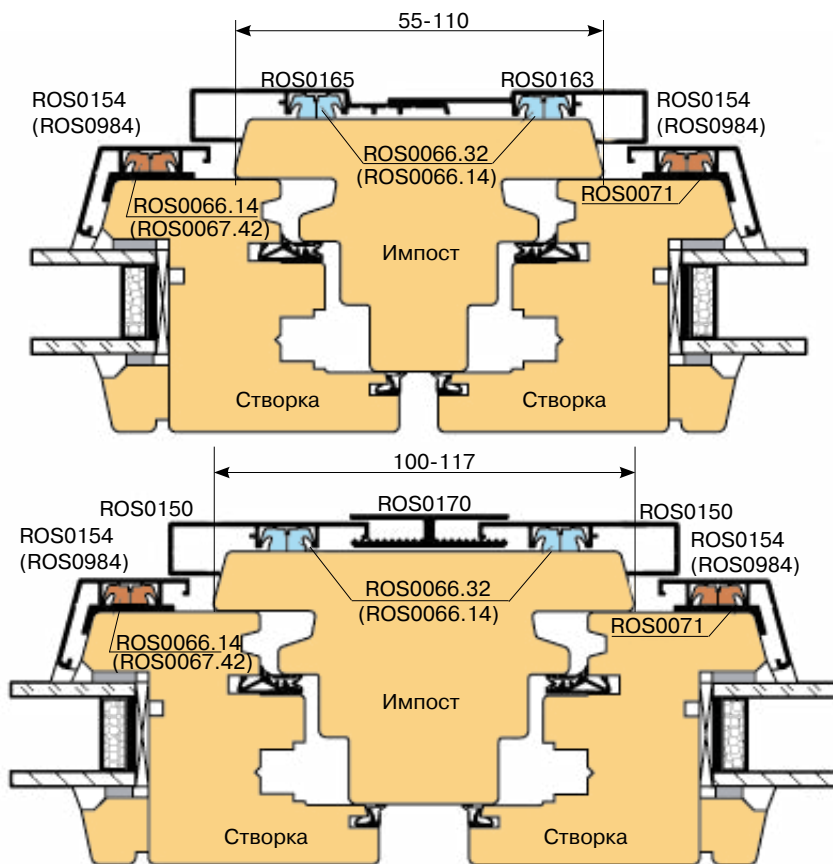 55-110
ROS0165
ROS0163
ROS0154
(ROS0984)
ROS0154
(ROS0984)
ROS0066.32
(ROS0066.14)
ROS0066.14
(ROS0067.42)
ROS0071
Импост
Створка
Створка
100-117
ROS0150
ROS0170
ROS0150
ROS0154
(ROS0984)
ROS0154
(ROS0984)
ROS0066.32
(ROS0066.14)
ROS0066.14
(ROS0067.42)
ROS0071
Импост
Створка
Створка